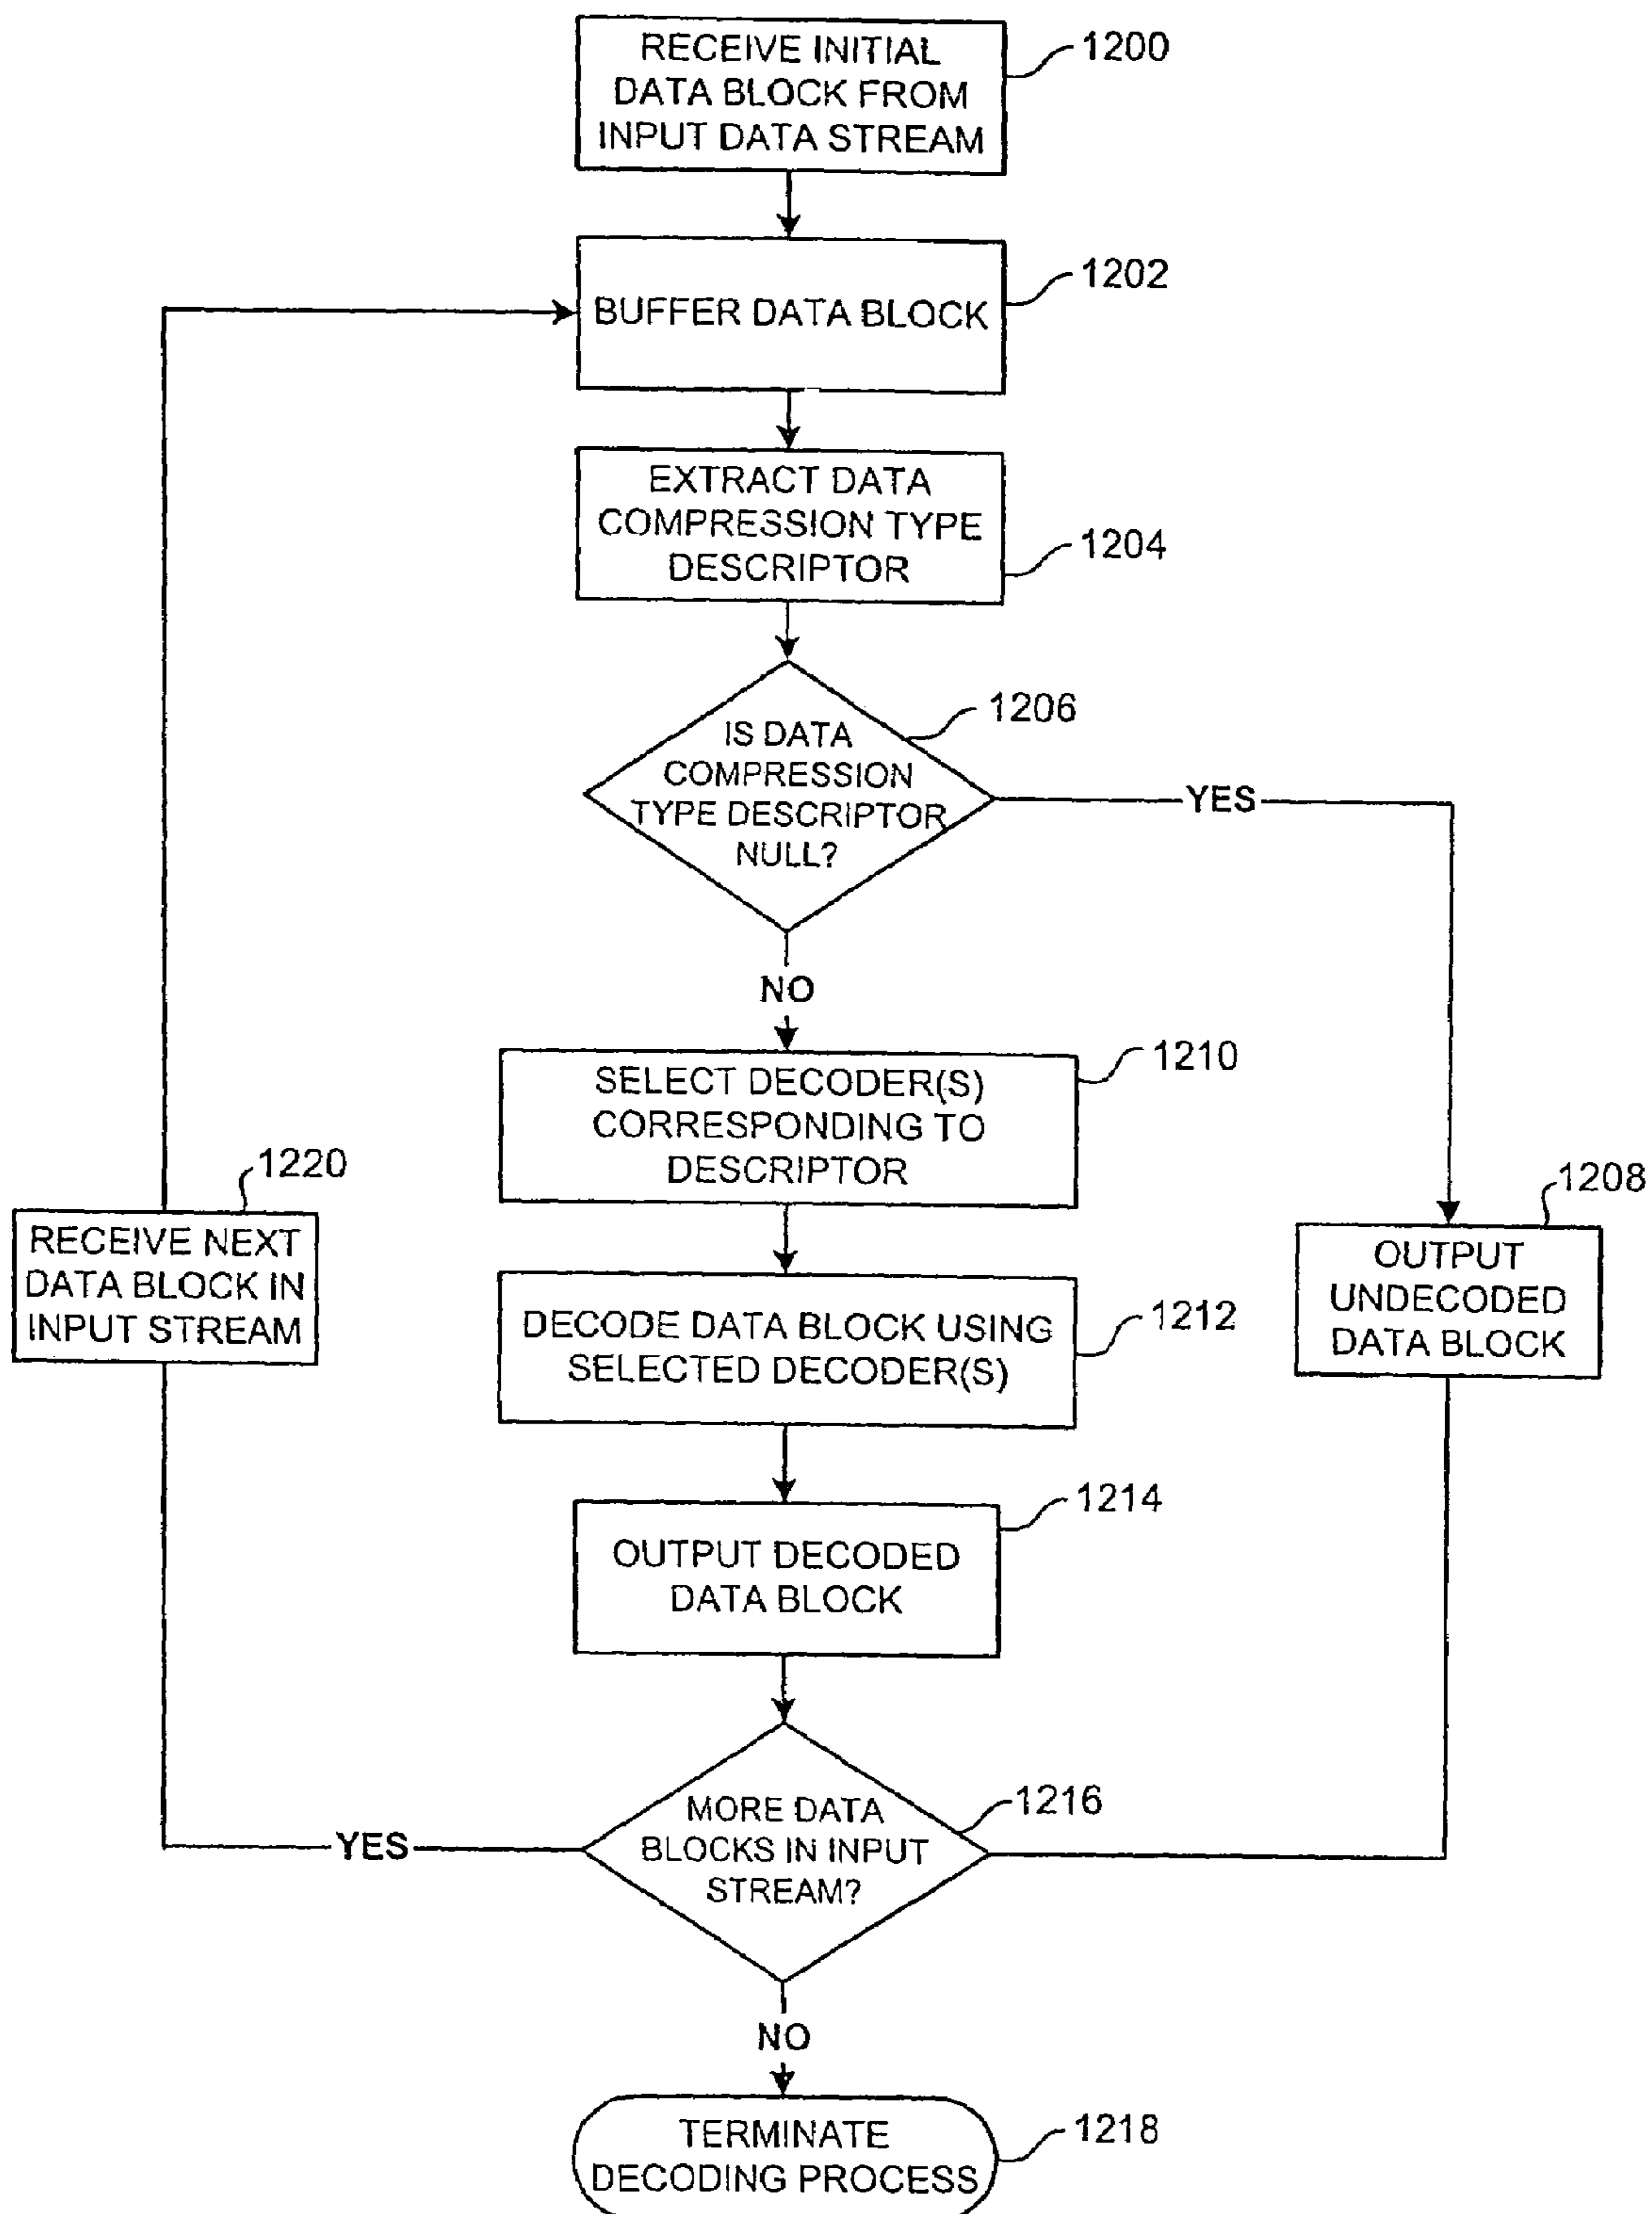 RECEIVE INITIAL
DATA BLOCK FROM
INPUT DATA STREAM
1200
BUFFER DATA BLOCK
1202
EXTRACT DATA
COMPRESSION TYPE
DESCRIPTOR
1204
IS DATA
COMPRESSION
TYPE DESCRIPTOR
NULL?
1206
YES
NO
SELECT DECODER(S)
CORRESPONDING TO
DESCRIPTOR
1210
1220
RECEIVE NEXT
DATA BLOCK IN
INPUT STREAM
1208
OUTPUT
UNDECODED
DATA BLOCK
DECODE DATA BLOCK USING
SELECTED DECODER(S)
1212
OUTPUT DECODED
DATA BLOCK
1214
MORE DATA
BLOCKS IN INPUT
STREAM?
1216
YES
NO
TERMINATE
DECODING PROCESS
1218